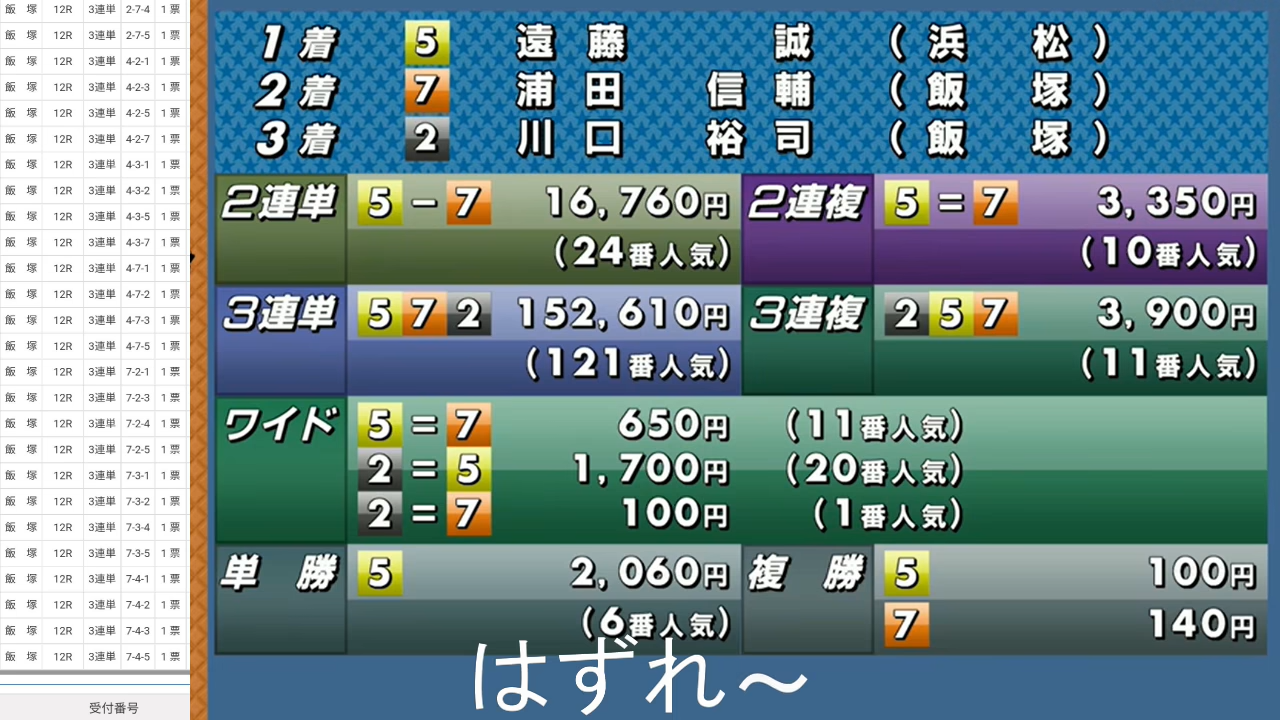 飯 塚 12R 3連単 2-7-4 1票
飯 塚 12R 3連単 2-7-5 1票
飯 塚 12R 3連単 4-2-1 1票
飯 塚 12R 3連単 4-2-3 1票
飯 塚 12R 3連単 4-2-5 1票
飯 塚 12R 3連単 4-2-7 1票
飯 塚 12R 3連単 4-3-1 1票
飯 塚 12R 3連単 4-3-2 1票
飯 塚 12R 3連単 4-3-5 1票
飯 塚 12R 3連単 4-3-7 1票
飯 塚 12R 3連単 4-7-1 1票
飯 塚 12R 3連単 4-7-2 1票
飯 塚 12R 3連単 4-7-3 1票
飯 塚 12R 3連単 4-7-5 1票
飯 塚 12R 3連単 7-2-1 1票
飯 塚 12R 3連単 7-2-3 1票
飯 塚 12R 3連単 7-2-4 1票
飯 塚 12R 3連単 7-2-5 1票
飯 塚 12R 3連単 7-3-1 1票
飯 塚 12R 3連単 7-3-2 1票
飯 塚 12R 3連単 7-3-4 1票
飯 塚 12R 3連単 7-3-5 1票
飯 塚 12R 3連単 7-4-1 1票
飯 塚 12R 3連単 7-4-2 1票
飯 塚 12R 3連単 7-4-3 1票
飯 塚 12R 3連単 7-4-5 1票
受付番号
1着 5 遠藤 誠 (浜 松)
2着 7 浦田 信輔 (飯 塚)
3着 2 川口 裕司 (飯 塚)
2連単 5 - 7 16,760円
(24番人気)
2連複 5 = 7 3,350円
(10番人気)
3連単 5 7 2 152,610円
(121番人気)
3連複 2 5 7 3,900円
(11番人気)
ワイド 5 = 7 650円 (11番人気)
2 = 5 1,700円 (20番人気)
2 = 7 100円 (1番人気)
単 勝 5 2,060円
(6番人気)
複 勝 5 100円
7 140円
はずれ～